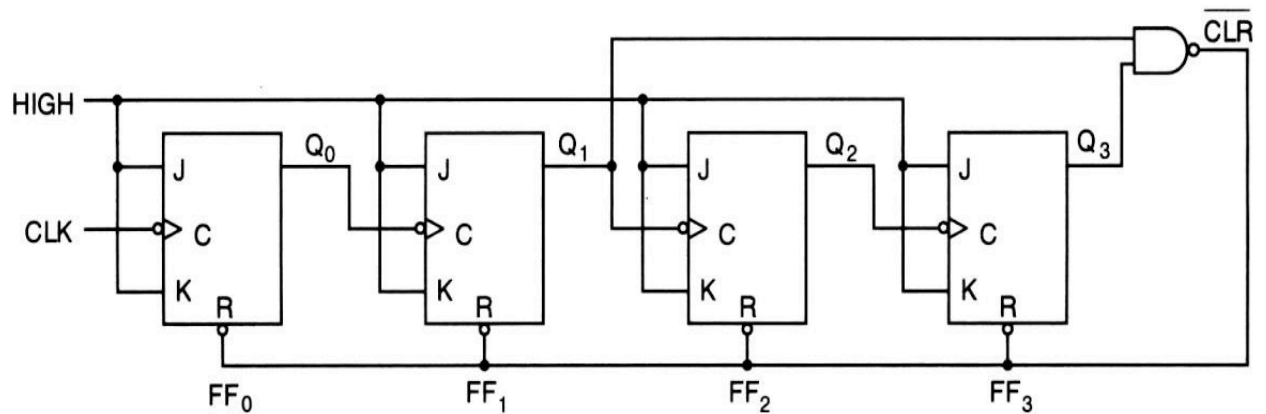 CLR
HIGH
Q0 Q1 Q2 Q3
J J J J
CLK C C C C
K K K K
R R R R
FF0 FF1 FF2 FF3